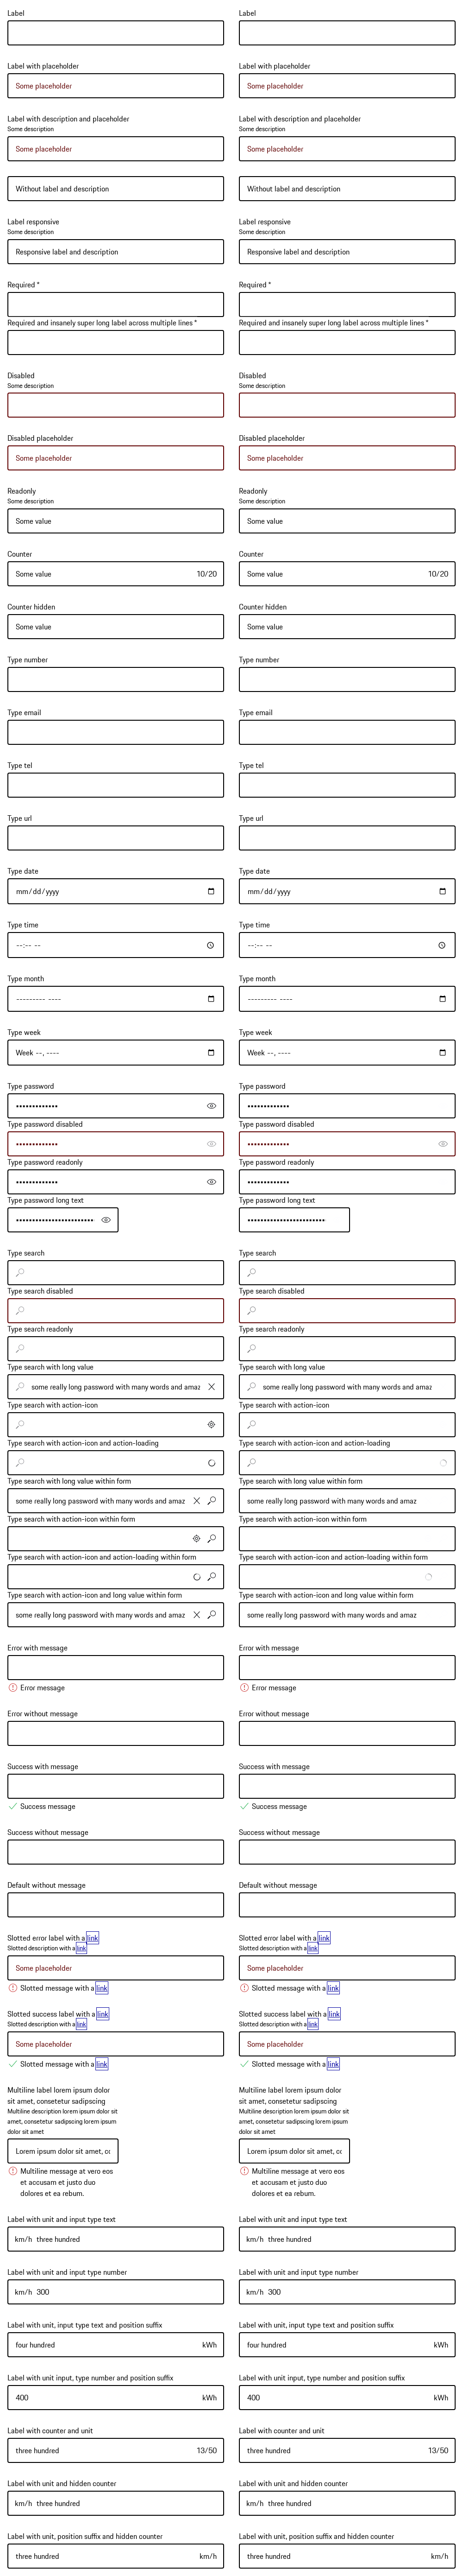 Label
Label with placeholder
Some placeholder
Label with description and placeholder
Some description
Some placeholder
Without label and description
Label responsive
Some description
Responsive label and description
Required *
Required and insanely super long label across multiple lines *
Disabled
Some description
Disabled placeholder
Some placeholder
Readonly
Some description
Some value
Counter
Some value 10/20
Counter hidden
Some value
Type number
Type email
Type tel
Type url
Type date
mm/dd/yyyy
Type time
--:-- --
Type month
--------- ----
Type week
Week --, ----
Type password
•••••••••••••
Type password disabled
•••••••••••••
Type password readonly
•••••••••••••
Type password long text
••••••••••••••••••••••••
Type search
Type search disabled
Type search readonly
Type search with long value
some really long password with many words and amaz
Type search with action-icon
Type search with action-icon and action-loading
Type search with long value within form
some really long password with many words and amaz
Type search with action-icon within form
Type search with action-icon and action-loading within form
Type search with action-icon and long value within form
some really long password with many words and amaz
Error with message
Error message
Error without message
Success with message
Success message
Success without message
Default without message
Slotted error label with a link
Slotted description with a link
Some placeholder
Slotted message with a link
Slotted success label with a link
Slotted description with a link
Some placeholder
Slotted message with a link
Multiline label lorem ipsum dolor
sit amet, consetetur sadipscing
Multiline description lorem ipsum dolor sit
amet, consetetur sadipscing lorem ipsum
dolor sit amet
Lorem ipsum dolor sit amet, cc
Multiline message at vero eos
et accusam et justo duo
dolores et ea rebum.
Label with unit and input type text
km/h three hundred
Label with unit and input type number
km/h 300
Label with unit, input type text and position suffix
four hundred kWh
Label with unit input, type number and position suffix
400 kWh
Label with counter and unit
three hundred 13/50
Label with unit and hidden counter
km/h three hundred
Label with unit, position suffix and hidden counter
three hundred km/h
Label
Label with placeholder
Some placeholder
Label with description and placeholder
Some description
Some placeholder
Without label and description
Label responsive
Some description
Responsive label and description
Required *
Required and insanely super long label across multiple lines *
Disabled
Some description
Disabled placeholder
Some placeholder
Readonly
Some description
Some value
Counter
Some value 10/20
Counter hidden
Some value
Type number
Type email
Type tel
Type url
Type date
mm/dd/yyyy
Type time
--:-- --
Type month
--------- ----
Type week
Week --, ----
Type password
•••••••••••••
Type password disabled
•••••••••••••
Type password readonly
•••••••••••••
Type password long text
••••••••••••••••••••••••
Type search
Type search disabled
Type search readonly
Type search with long value
some really long password with many words and amaz
Type search with action-icon
Type search with action-icon and action-loading
Type search with long value within form
some really long password with many words and amaz
Type search with action-icon within form
Type search with action-icon and action-loading within form
Type search with action-icon and long value within form
some really long password with many words and amaz
Error with message
Error message
Error without message
Success with message
Success message
Success without message
Default without message
Slotted error label with a link
Slotted description with a link
Some placeholder
Slotted message with a link
Slotted success label with a link
Slotted description with a link
Some placeholder
Slotted message with a link
Multiline label lorem ipsum dolor
sit amet, consetetur sadipscing
Multiline description lorem ipsum dolor sit
amet, consetetur sadipscing lorem ipsum
dolor sit amet
Lorem ipsum dolor sit amet, cc
Multiline message at vero eos
et accusam et justo duo
dolores et ea rebum.
Label with unit and input type text
km/h three hundred
Label with unit and input type number
km/h 300
Label with unit, input type text and position suffix
four hundred kWh
Label with unit input, type number and position suffix
400 kWh
Label with counter and unit
three hundred 13/50
Label with unit and hidden counter
km/h three hundred
Label with unit, position suffix and hidden counter
three hundred km/h